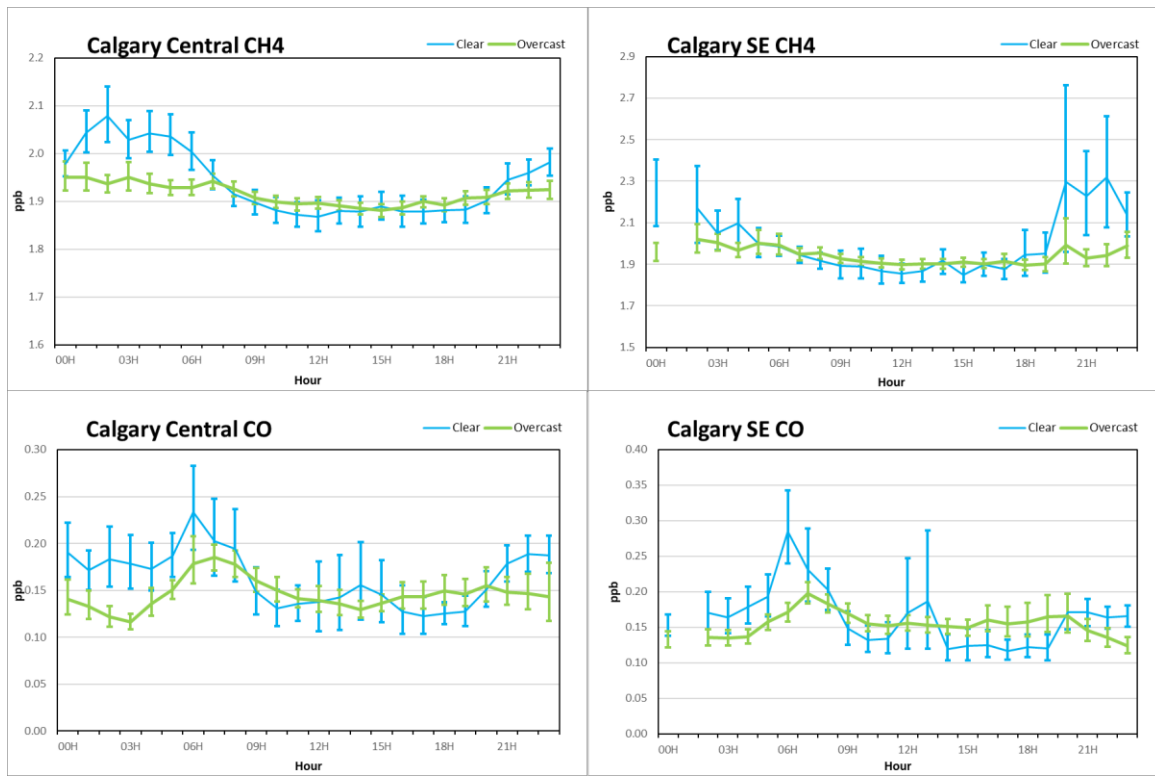 Calgary Central CH4
Clear Overcast
2.2
2.1
2.0
1.9
1.8
1.7
1.6
ppb
00H 03H 06H 09H 12H 15H 18H 21H
Hour
Calgary SE CH4
Clear Overcast
2.9
2.7
2.5
2.3
2.1
1.9
1.7
1.5
ppb
00H 03H 06H 09H 12H 15H 18H 21H
Hour
Calgary Central CO
Clear Overcast
0.30
0.25
0.20
0.15
0.10
0.05
0.00
ppb
00H 03H 06H 09H 12H 15H 18H 21H
Hour
Calgary SE CO
Clear Overcast
0.40
0.35
0.30
0.25
0.20
0.15
0.10
0.05
0.00
ppb
00H 03H 06H 09H 12H 15H 18H 21H
Hour